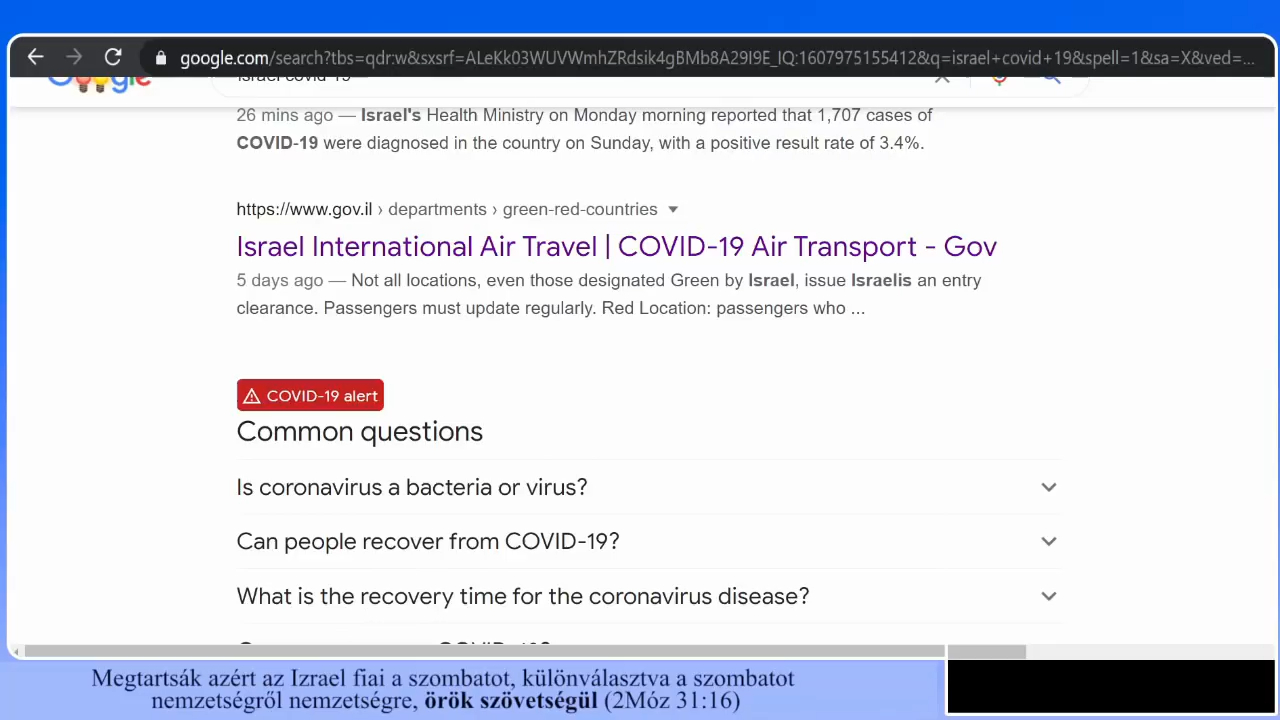 google.com/search?tbs=qdr:w&sxsrf=ALeKk03WUVWmhZRdsik4gBMb8A29I9E_IQ:1607975155412&q=israel+covid+19&spell=1&sa=X&ved=...
israel covid 19
26 mins ago — Israel's Health Ministry on Monday morning reported that 1,707 cases of
COVID-19 were diagnosed in the country on Sunday, with a positive result rate of 3.4%.
https://www.gov.il › departments › green-red-countries
Israel International Air Travel | COVID-19 Air Transport - Gov
5 days ago — Not all locations, even those designated Green by Israel, issue Israelis an entry
clearance. Passengers must update regularly. Red Location: passengers who ...
COVID-19 alert
Common questions
Is coronavirus a bacteria or virus?
Can people recover from COVID-19?
What is the recovery time for the coronavirus disease?
Megtartsák azért az Izrael fiai a szombatot, különválasztva a szombatot
nemzetségről nemzetségre, örök szövetségül (2Móz 31:16)